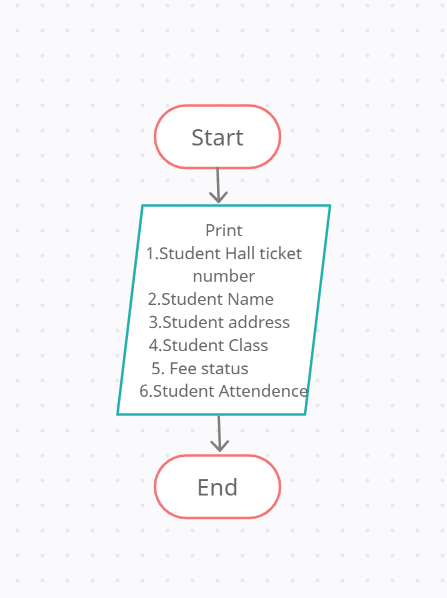 Start
Print
1.Student Hall ticket
number
2.Student Name
3.Student address
4.Student Class
5. Fee status
6.Student Attendence
End